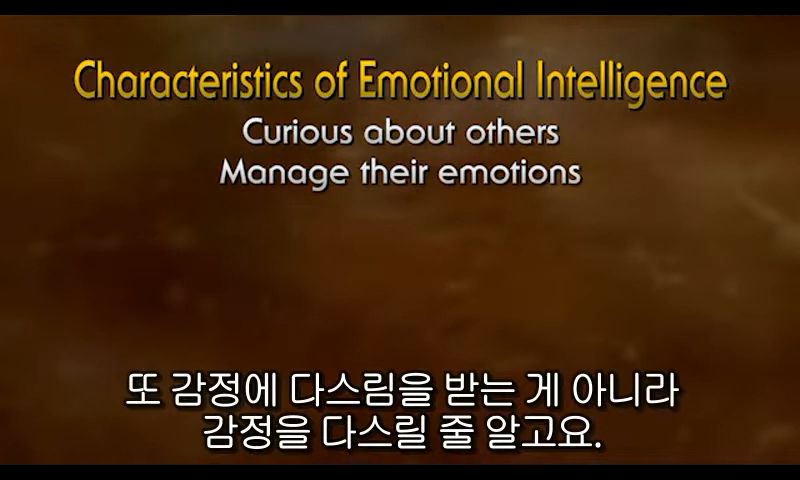 Characteristics of Emotional Intelligence
Curious about others
Manage their emotions
또 감정에 다스림을 받는 게 아니라
감정을 다스릴 줄 알고요.